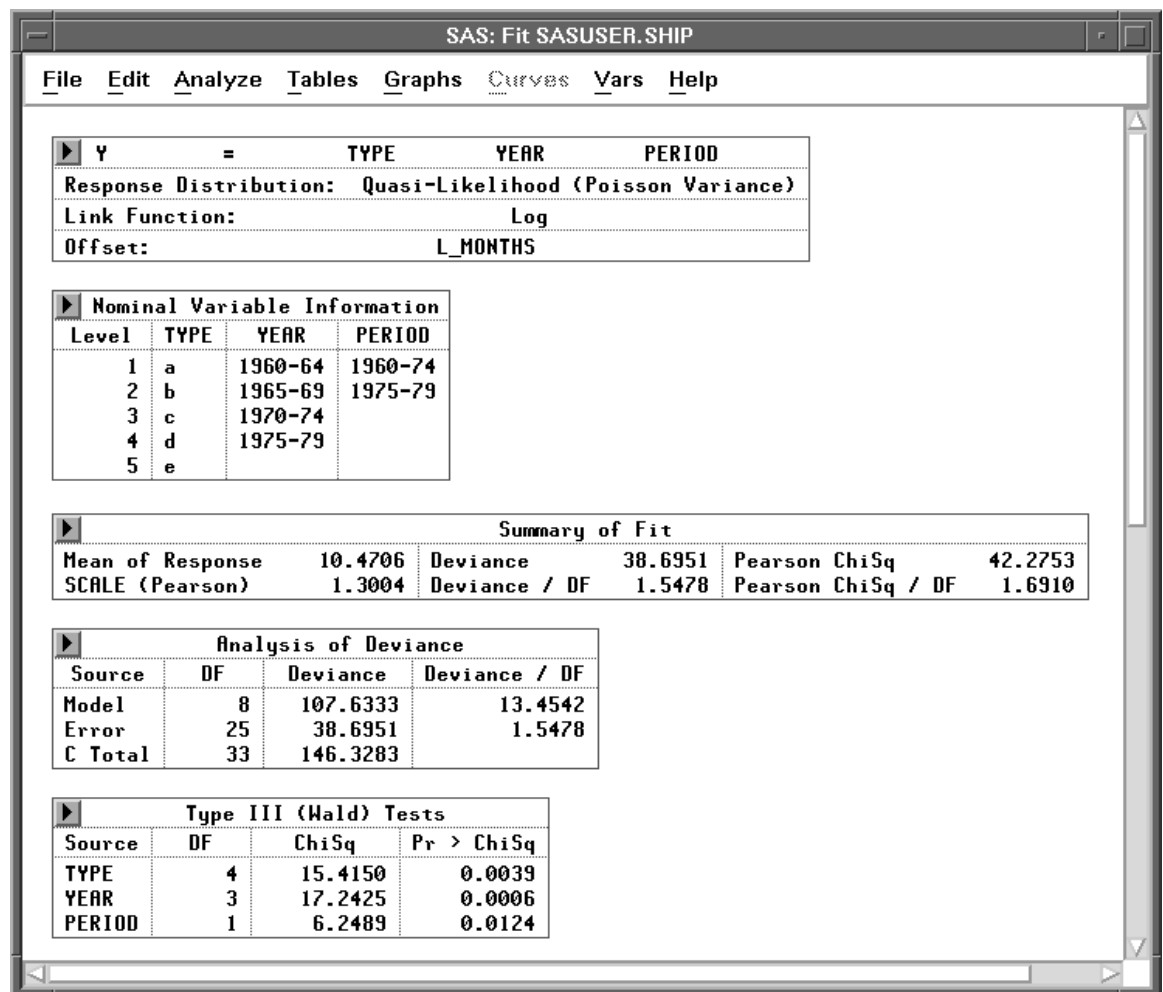 SAS: Fit SASUSER.SHIP
File Edit Analyze Tables Graphs Curves Vars Help
Y = TYPE YEAR PERIOD
Response Distribution: Quasi-Likelihood (Poisson Variance)
Link Function: Log
Offset: L_MONTHS
Nominal Variable Information
Level TYPE YEAR PERIOD
1 a 1960-64 1960-74
2 b 1965-69 1975-79
3 c 1970-74
4 d 1975-79
5 e
Summary of Fit
Mean of Response 10.4706 Deviance 38.6951 Pearson ChiSq 42.2753
SCALE (Pearson) 1.3004 Deviance / DF 1.5478 Pearson ChiSq / DF 1.6910
Analysis of Deviance
Source DF Deviance Deviance / DF
Model 8 107.6333 13.4542
Error 25 38.6951 1.5478
C Total 33 146.3283
Type III (Wald) Tests
Source DF ChiSq Pr > ChiSq
TYPE 4 15.4150 0.0039
YEAR 3 17.2425 0.0006
PERIOD 1 6.2489 0.0124